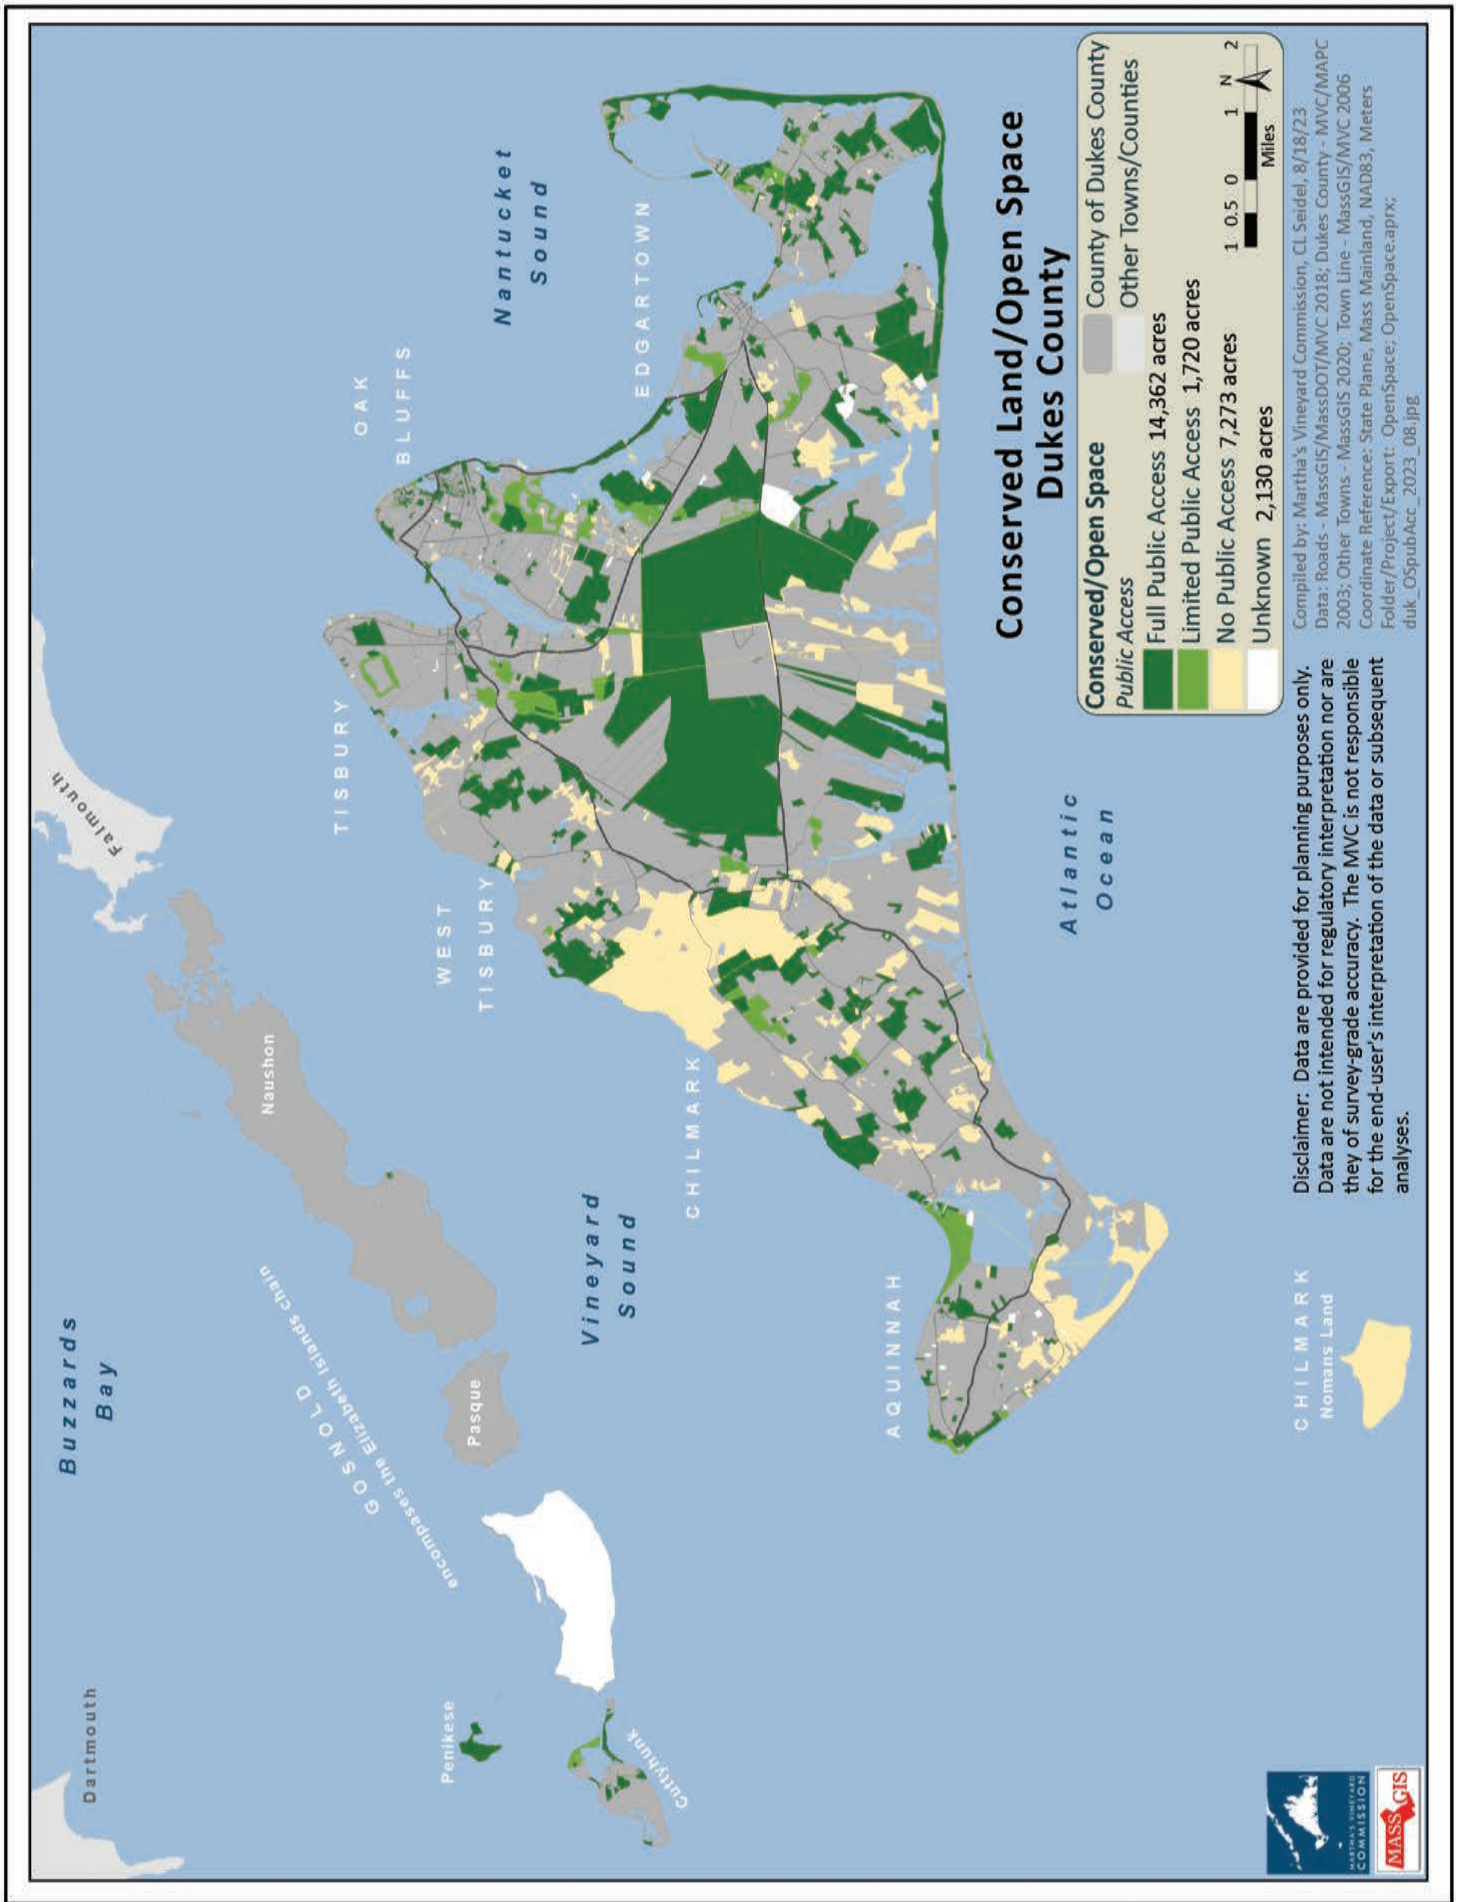 Buzzards
Bay
Dartmouth
Falmouth
Naushon
GOSNOLD
encompases the Elizabeth Islands chain
Pasque
Penikese
Cuttyhunk
Vineyard
Sound
Nantucket
Sound
OAK
BLUFFS
EDGARTOWN
TISBURY
WEST
TISBURY
CHILMARK
AQUINNAH
Atlantic
Ocean
CHILMARK
Nomans Land
Conserved Land/Open Space
Dukes County
Conserved/Open Space
Public Access
Full Public Access 14,362 acres
Limited Public Access 1,720 acres
No Public Access 7,273 acres
Unknown 2,130 acres
County of Dukes County
Other Towns/Counties
1 0.5 0 1 N 2
Miles
Disclaimer: Data are provided for planning purposes only.
Data are not intended for regulatory interpretation nor are
they of survey-grade accuracy. The MVC is not responsible
for the end-user's interpretation of the data or subsequent
analyses.
Compiled by: Martha's Vineyard Commission, CL Seidel, 8/18/23
Data: Roads - MassGIS/MassDOT/MVC 2018; Dukes County - MVC/MAPC
2003; Other Towns - MassGIS 2020; Town Line - MassGIS/MVC 2006
Coordinate Reference: State Plane, Mass Mainland, NAD83, Meters
Folder/Project/Export: OpenSpace; OpenSpace.aprx;
duk_OSpubAcc_2023_08.jpg
MARTHA'S VINEYARD
COMMISSION
MASS GIS